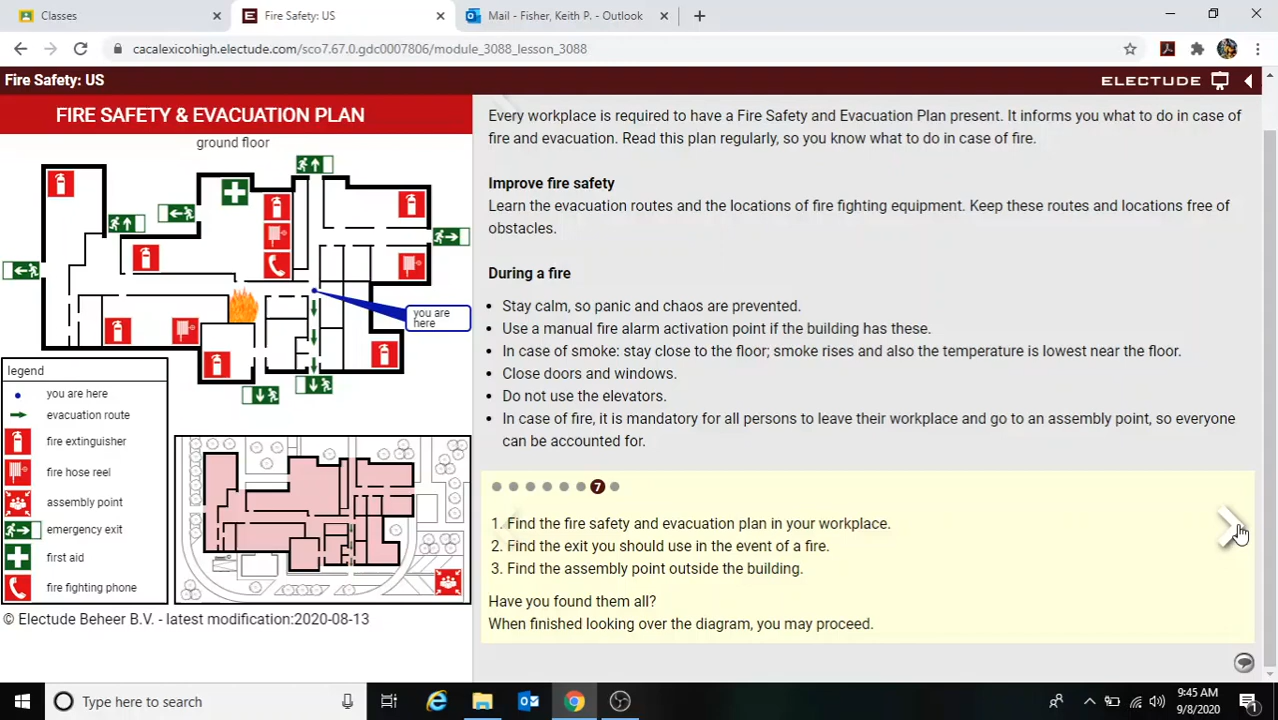 Classes
Fire Safety: US
Mail - Fisher, Keith P. - Outlook
cacalexicohigh.electude.com/sco7.67.0.gdc0007806/module_3088_lesson_3088
Fire Safety: US
ELECTUDE
FIRE SAFETY & EVACUATION PLAN
ground floor
you are
here
legend
you are here
evacuation route
fire extinguisher
fire hose reel
assembly point
emergency exit
first aid
fire fighting phone
© Electude Beheer B.V. - latest modification:2020-08-13
Every workplace is required to have a Fire Safety and Evacuation Plan present. It informs you what to do in case of
fire and evacuation. Read this plan regularly, so you know what to do in case of fire.
Improve fire safety
Learn the evacuation routes and the locations of fire fighting equipment. Keep these routes and locations free of
obstacles.
During a fire
• Stay calm, so panic and chaos are prevented.
• Use a manual fire alarm activation point if the building has these.
• In case of smoke: stay close to the floor; smoke rises and also the temperature is lowest near the floor.
• Close doors and windows.
• Do not use the elevators.
• In case of fire, it is mandatory for all persons to leave their workplace and go to an assembly point, so everyone
can be accounted for.
7
1. Find the fire safety and evacuation plan in your workplace.
2. Find the exit you should use in the event of a fire.
3. Find the assembly point outside the building.
Have you found them all?
When finished looking over the diagram, you may proceed.
Type here to search
9:45 AM
9/8/2020
1